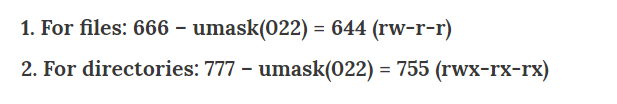 1. For files: 666 – umask(022) = 644 (rw-r-r)
2. For directories: 777 – umask(022) = 755 (rwx-rx-rx)